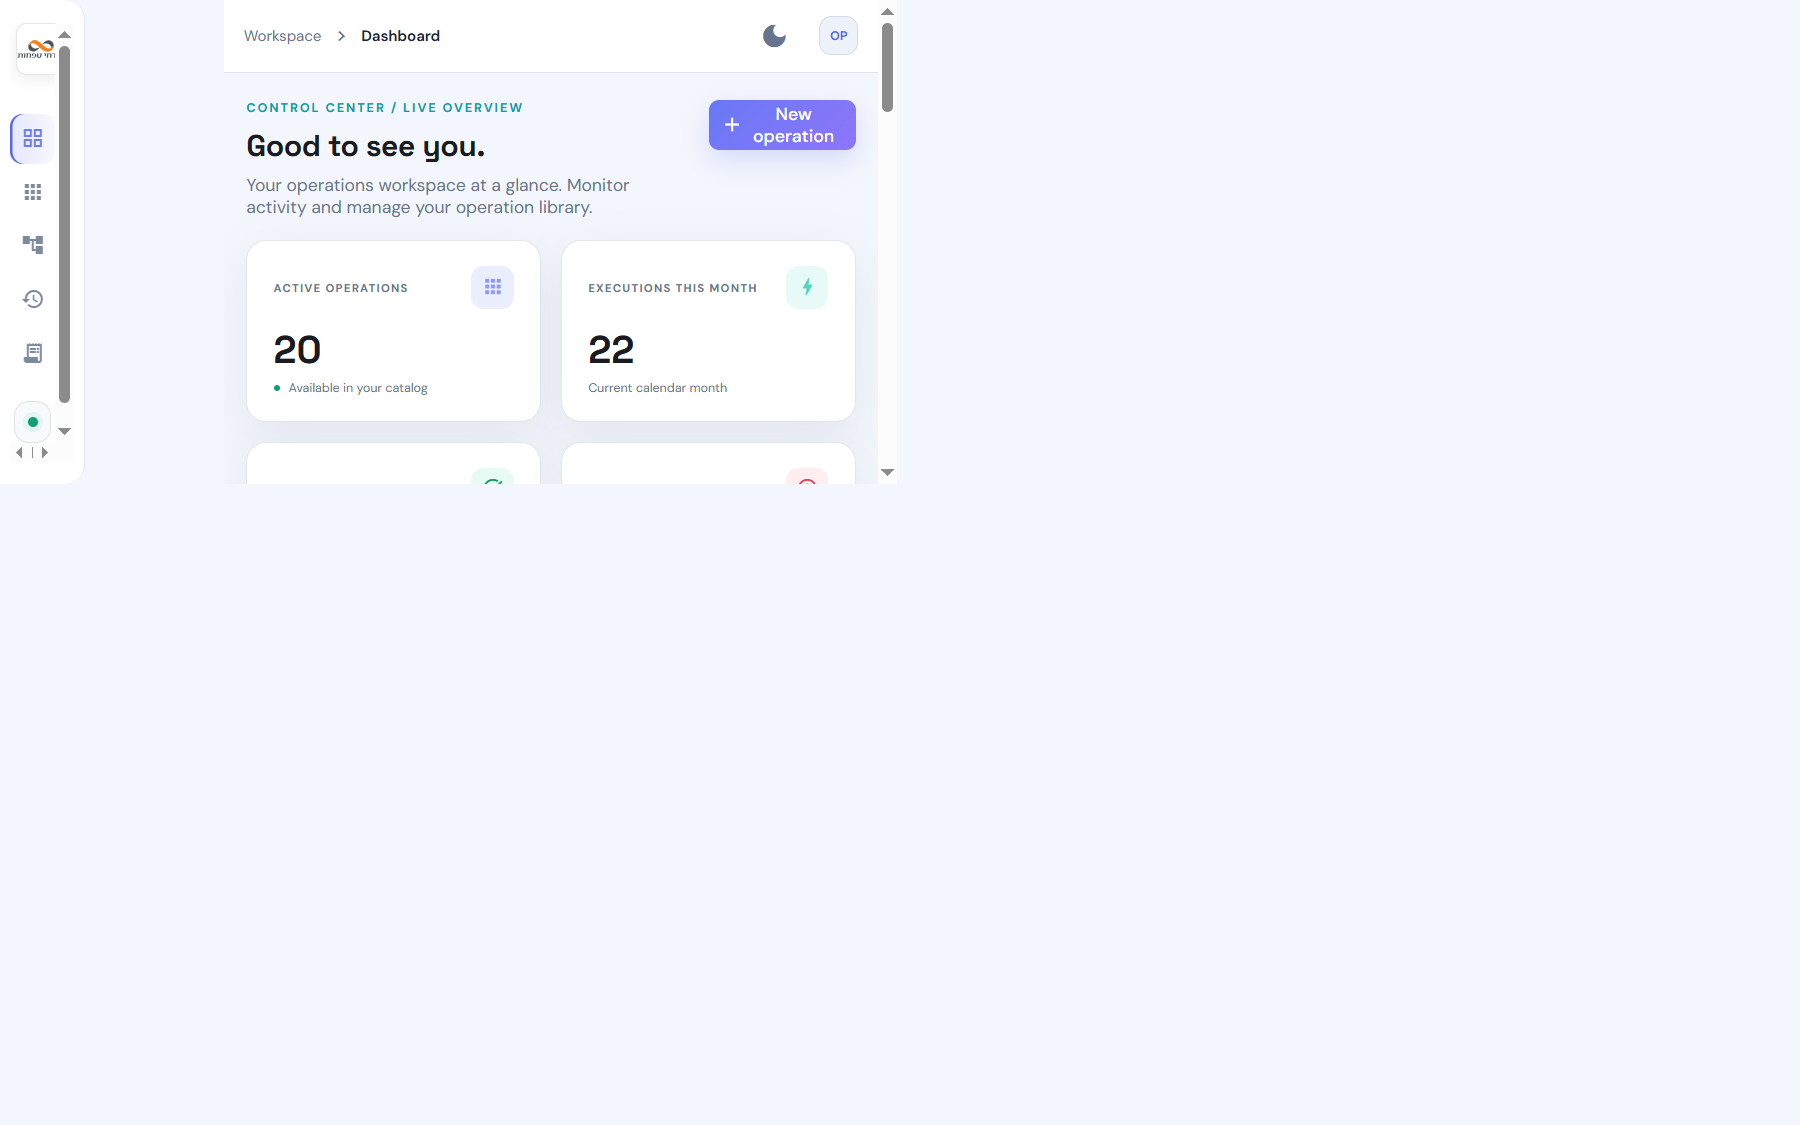 טפחות
Workspace
Dashboard
OP
CONTROL CENTER / LIVE OVERVIEW
New
operation
Good to see you.
Your operations workspace at a glance. Monitor
activity and manage your operation library.
ACTIVE OPERATIONS
20
Available in your catalog
EXECUTIONS THIS MONTH
22
Current calendar month